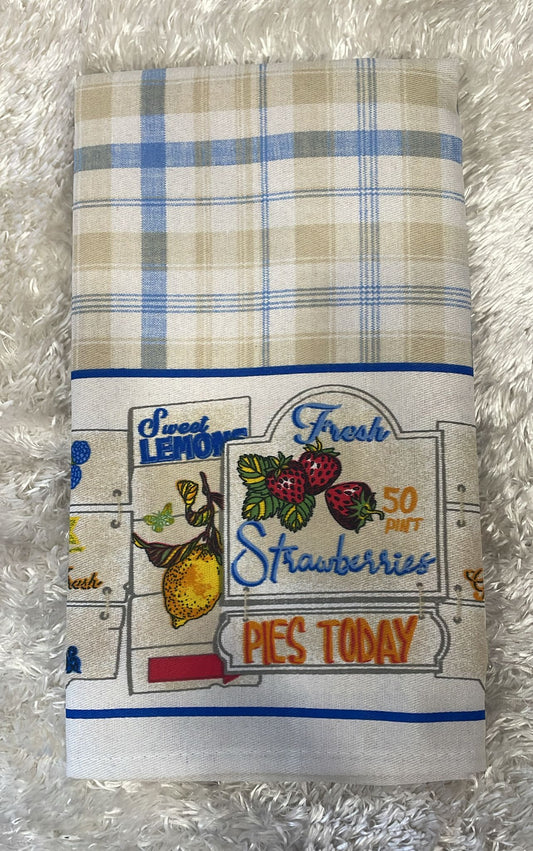 Sweet
LEMONS
Fresh
50
PINT
Strawberries
PIES TODAY